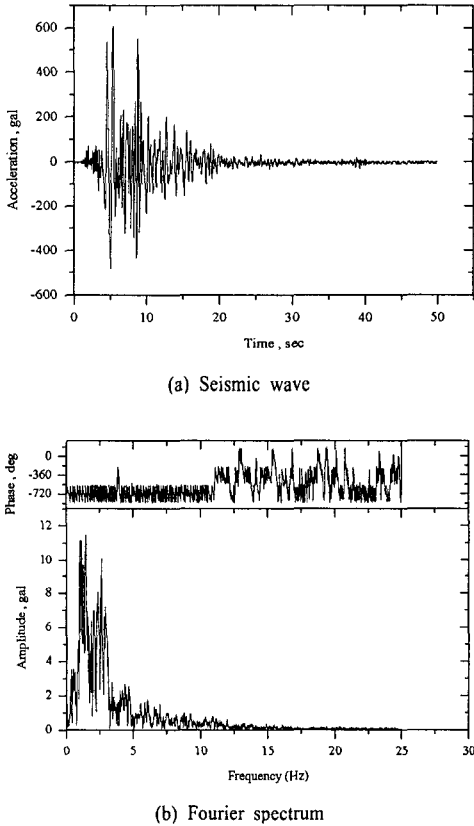 600
400
200
0
-200
-400
-600
Acceleration , gal
0 10 20 30 40 50
Time , sec
(a) Seismic wave
0
-360
-720
Phase , deg
12
10
8
6
4
2
0
Amplitude , gal
0 5 10 15 20 25 30
Frequency (Hz)
(b) Fourier spectrum